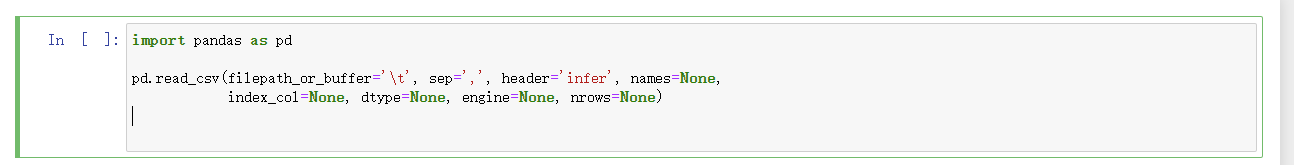 In [ ]: import pandas as pd
pd.read_csv(filepath_or_buffer='\t', sep=',', header='infer', names=None,
index_col=None, dtype=None, engine=None, nrows=None)